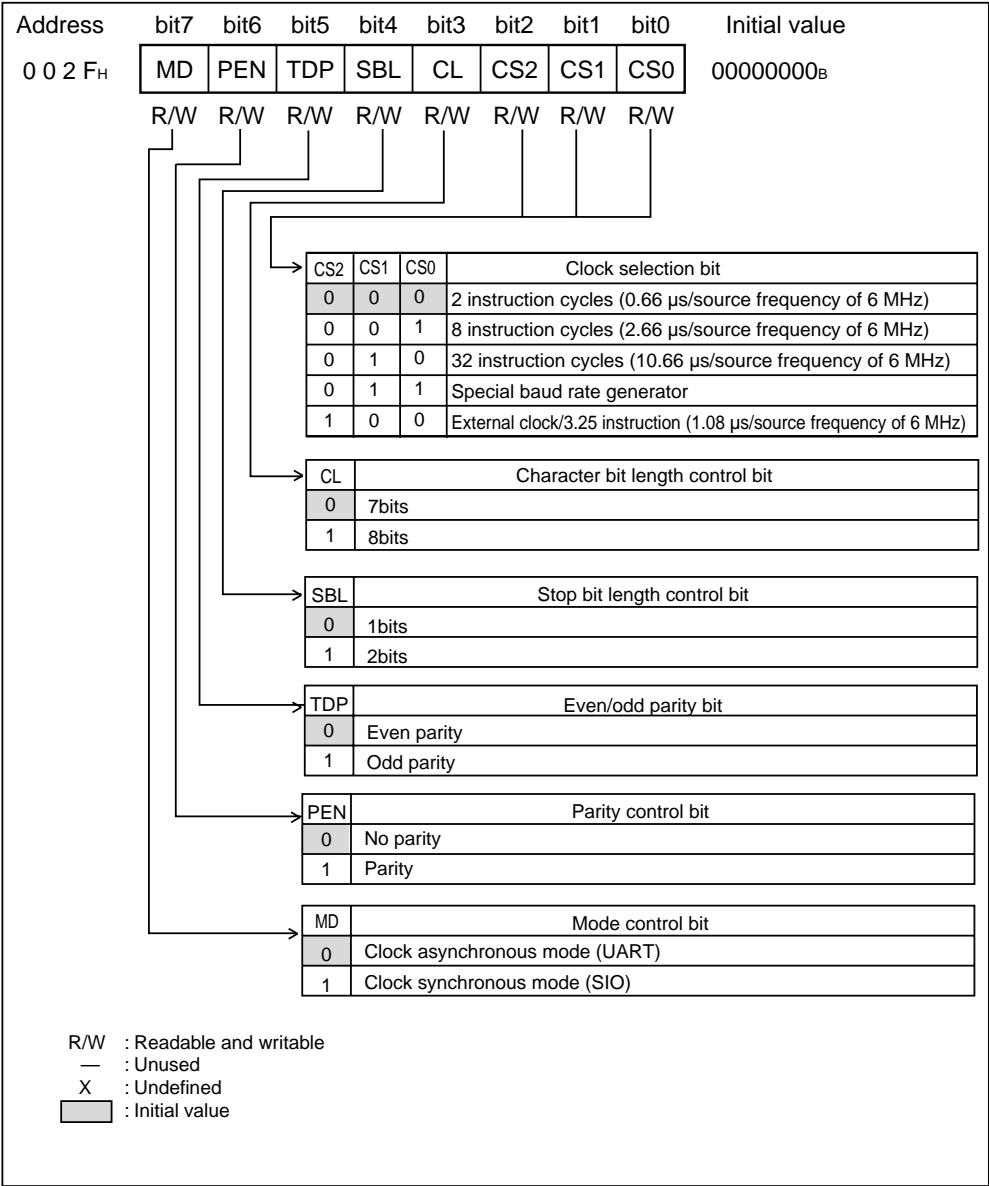 Address bit7 bit6 bit5 bit4 bit3 bit2 bit1 bit0 Initial value
0 0 2 FH MD PEN TDP SBL CL CS2 CS1 CS0 00000000B
R/W R/W R/W R/W R/W R/W R/W R/W
CS2 CS1 CS0 Clock selection bit
0 0 0 2 instruction cycles (0.66 µs/source frequency of 6 MHz)
0 0 1 8 instruction cycles (2.66 µs/source frequency of 6 MHz)
0 1 0 32 instruction cycles (10.66 µs/source frequency of 6 MHz)
0 1 1 Special baud rate generator
1 0 0 External clock/3.25 instruction (1.08 µs/source frequency of 6 MHz)
CL Character bit length control bit
0 7bits
1 8bits
SBL Stop bit length control bit
0 1bits
1 2bits
TDP Even/odd parity bit
0 Even parity
1 Odd parity
PEN Parity control bit
0 No parity
1 Parity
MD Mode control bit
0 Clock asynchronous mode (UART)
1 Clock synchronous mode (SIO)
R/W : Readable and writable
— : Unused
X : Undefined
: Initial value